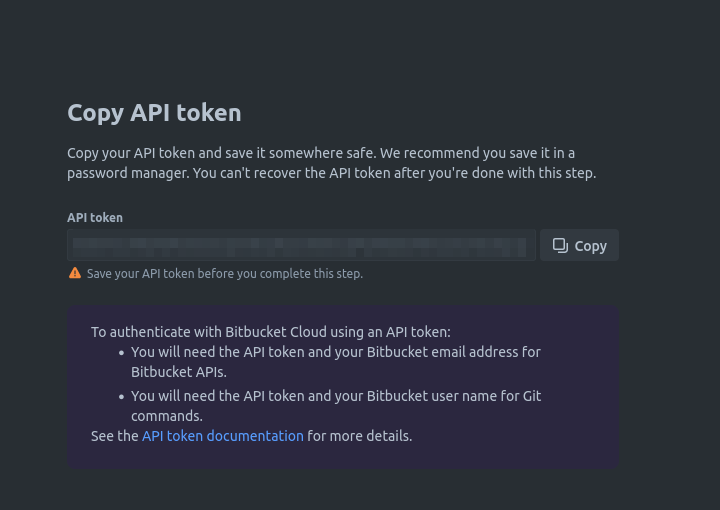 Copy API token
Copy your API token and save it somewhere safe. We recommend you save it in a
password manager. You can't recover the API token after you're done with this step.
API token
Copy
Save your API token before you complete this step.
To authenticate with Bitbucket Cloud using an API token:
• You will need the API token and your Bitbucket email address for
Bitbucket APIs.
• You will need the API token and your Bitbucket user name for Git
commands.
See the API token documentation for more details.